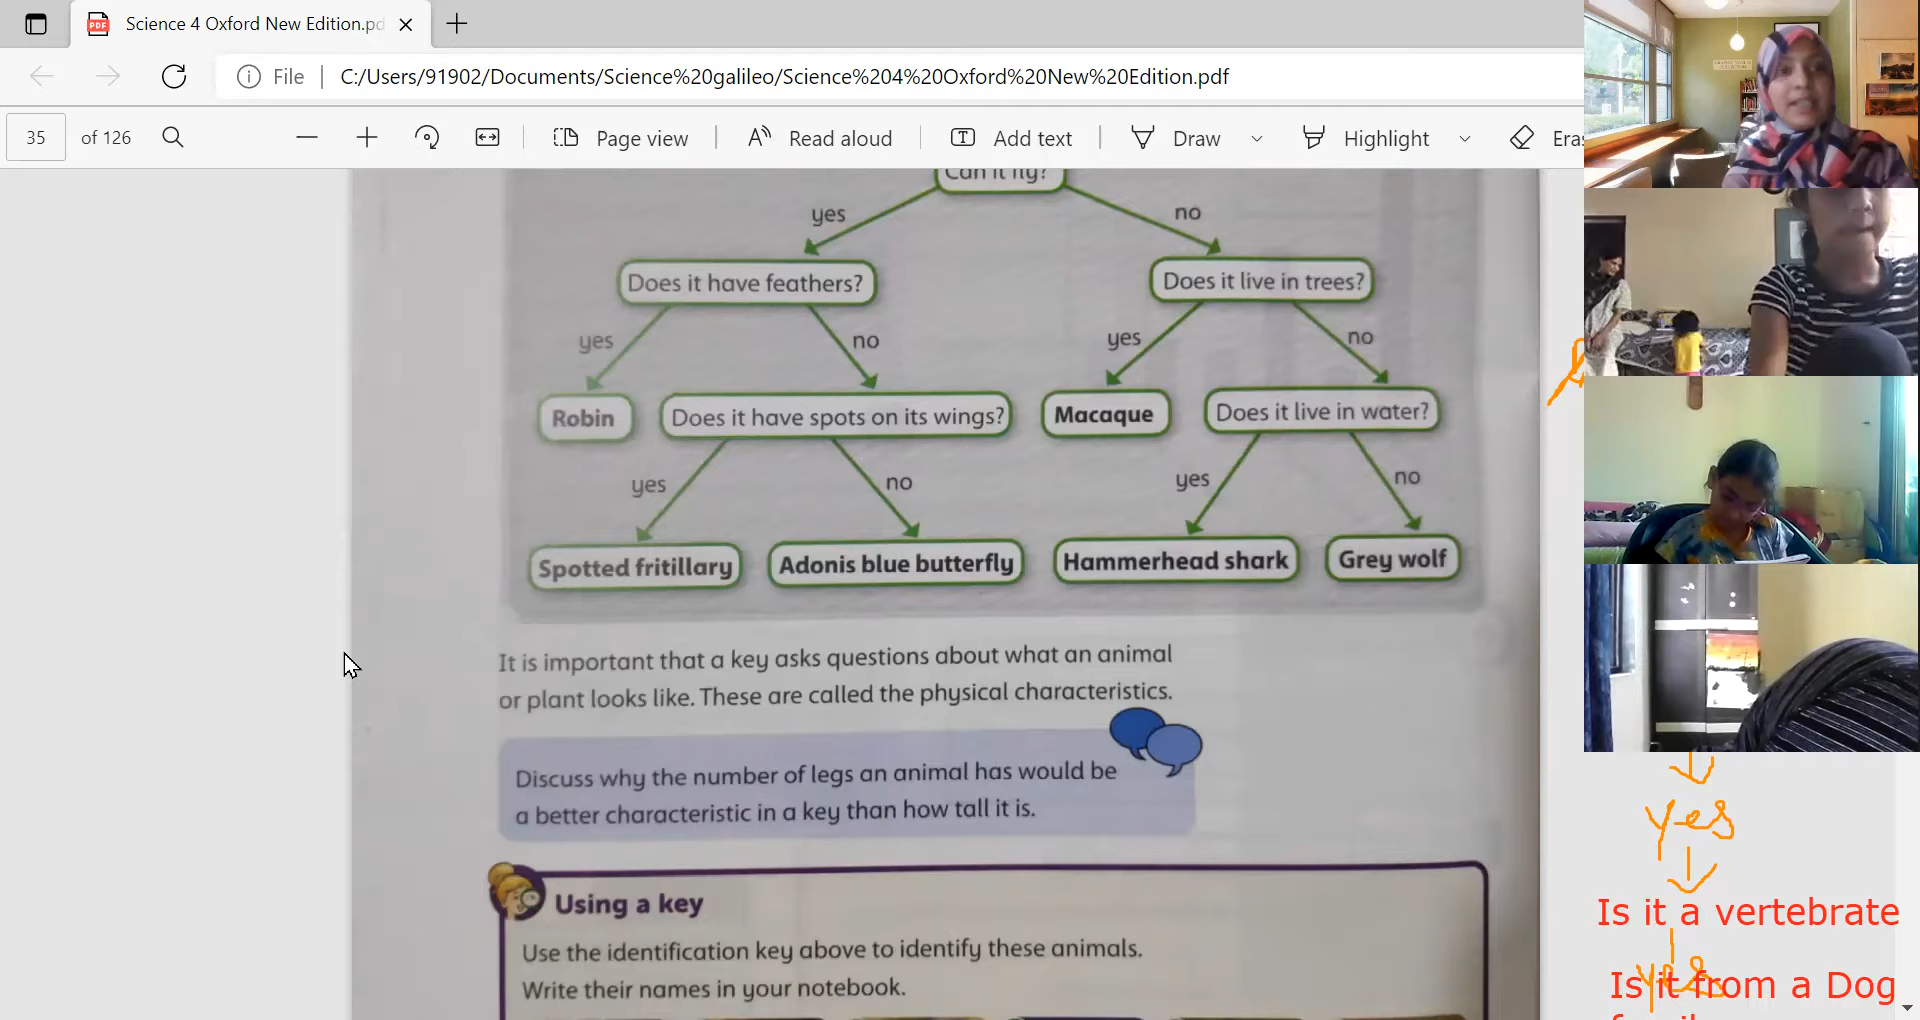 Science 4 Oxford New Edition.pd
File
C:/Users/91902/Documents/Science%20galileo/Science%204%20Oxford%20New%20Edition.pdf
35 of 126
Page view
Read aloud
Add text
Draw
Highlight
Eras
Can it fly?
yes no
Does it have feathers? Does it live in trees?
yes no yes no
Robin Does it have spots on its wings? Macaque Does it live in water?
yes no yes no
Spotted fritillary Adonis blue butterfly Hammerhead shark Grey wolf
It is important that a key asks questions about what an animal
or plant looks like. These are called the physical characteristics.
Discuss why the number of legs an animal has would be
a better characteristic in a key than how tall it is.
Using a key
Use the identification key above to identify these animals.
Write their names in your notebook.
yes
Is it a vertebrate
yes
Is it from a Dog